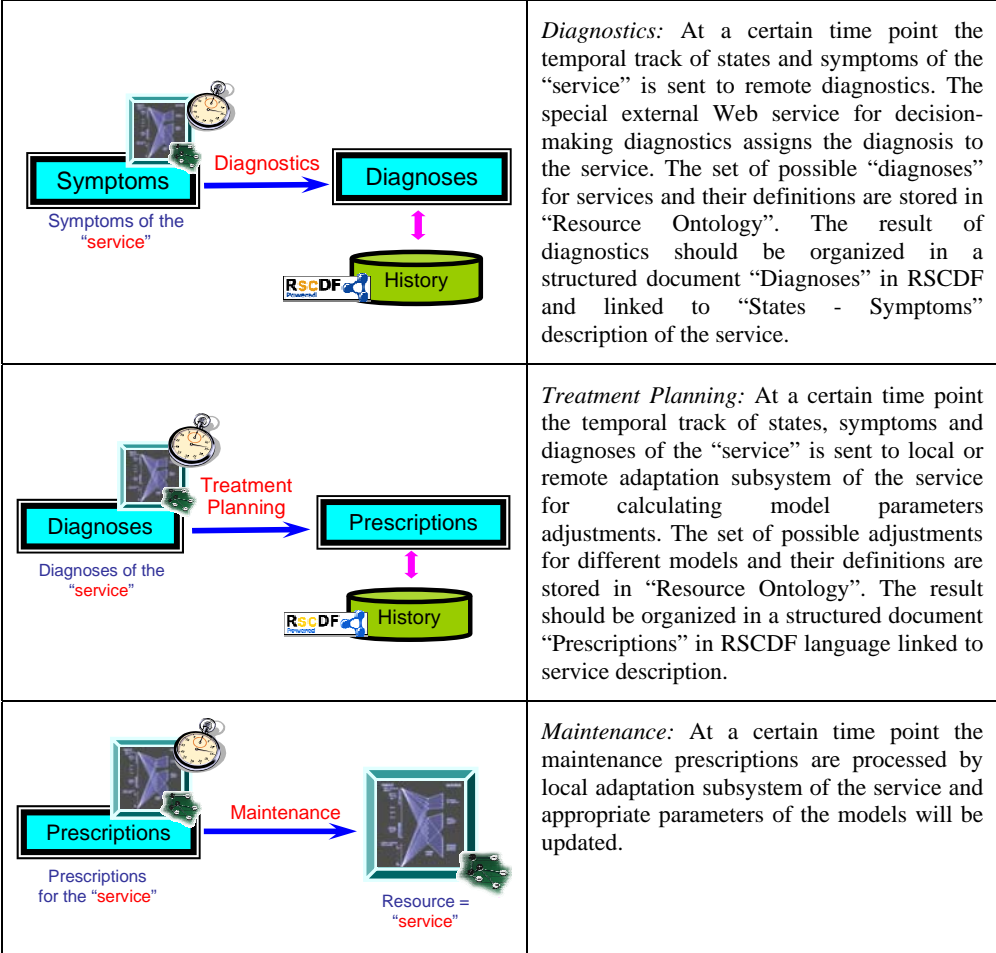 Diagnostics
Symptoms
Diagnoses
Symptoms of the
“service”
History
RscDF
Powered
Diagnostics: At a certain time point the
temporal track of states and symptoms of the
“service” is sent to remote diagnostics. The
special external Web service for decision-
making diagnostics assigns the diagnosis to
the service. The set of possible “diagnoses”
for services and their definitions are stored in
“Resource Ontology”. The result of
diagnostics should be organized in a
structured document “Diagnoses” in RSCDF
and linked to “States - Symptoms”
description of the service.
Treatment
Planning
Diagnoses
Prescriptions
Diagnoses of the
“service”
History
RscDF
Powered
Treatment Planning: At a certain time point
the temporal track of states, symptoms and
diagnoses of the “service” is sent to local or
remote adaptation subsystem of the service
for calculating model parameters
adjustments. The set of possible adjustments
for different models and their definitions are
stored in “Resource Ontology”. The result
should be organized in a structured document
“Prescriptions” in RSCDF language linked to
service description.
Maintenance
Prescriptions
Prescriptions
for the “service”
Resource =
“service”
Maintenance: At a certain time point the
maintenance prescriptions are processed by
local adaptation subsystem of the service and
appropriate parameters of the models will be
updated.